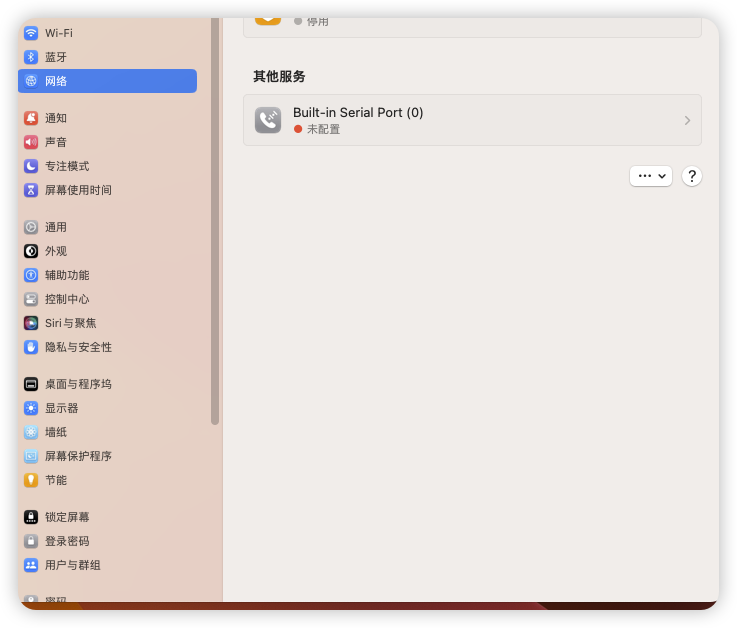 Wi-Fi
蓝牙
网络
通知
声音
专注模式
屏幕使用时间
通用
外观
辅助功能
控制中心
Siri与聚焦
隐私与安全性
桌面与程序坞
显示器
墙纸
屏幕保护程序
节能
锁定屏幕
登录密码
用户与群组
密码
停用
其他服务
Built-in Serial Port (0)
未配置
?